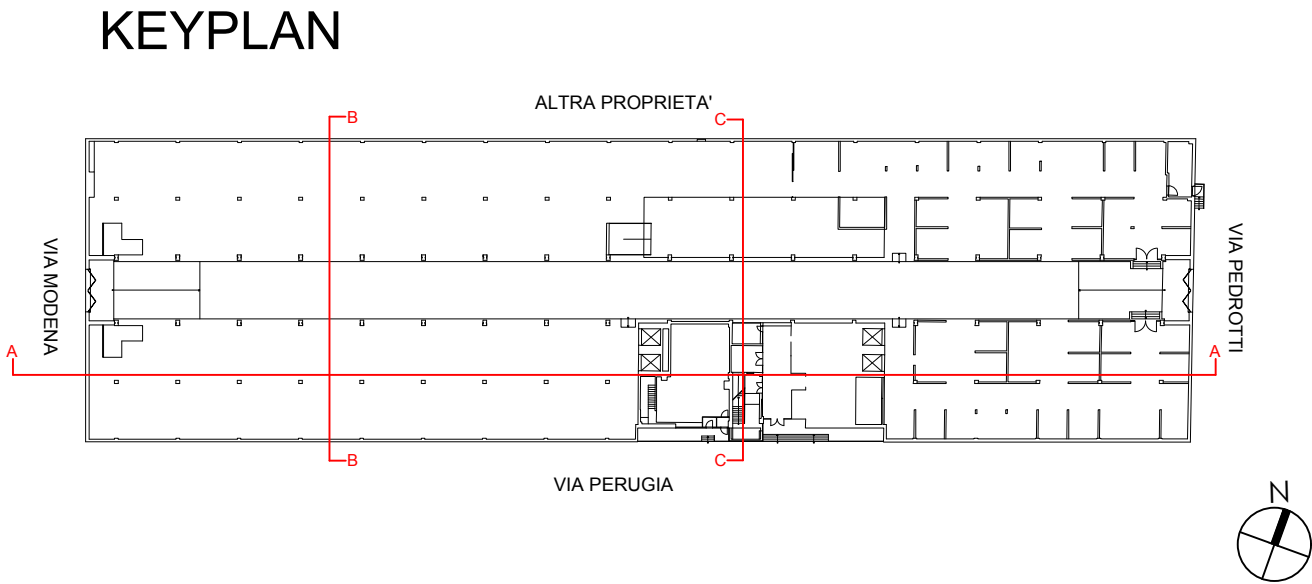 KEYPLAN
ALTRA PROPRIETA'
B
C
VIA MODENA
VIA PEDROTTI
A
A
B
C
VIA PERUGIA
N